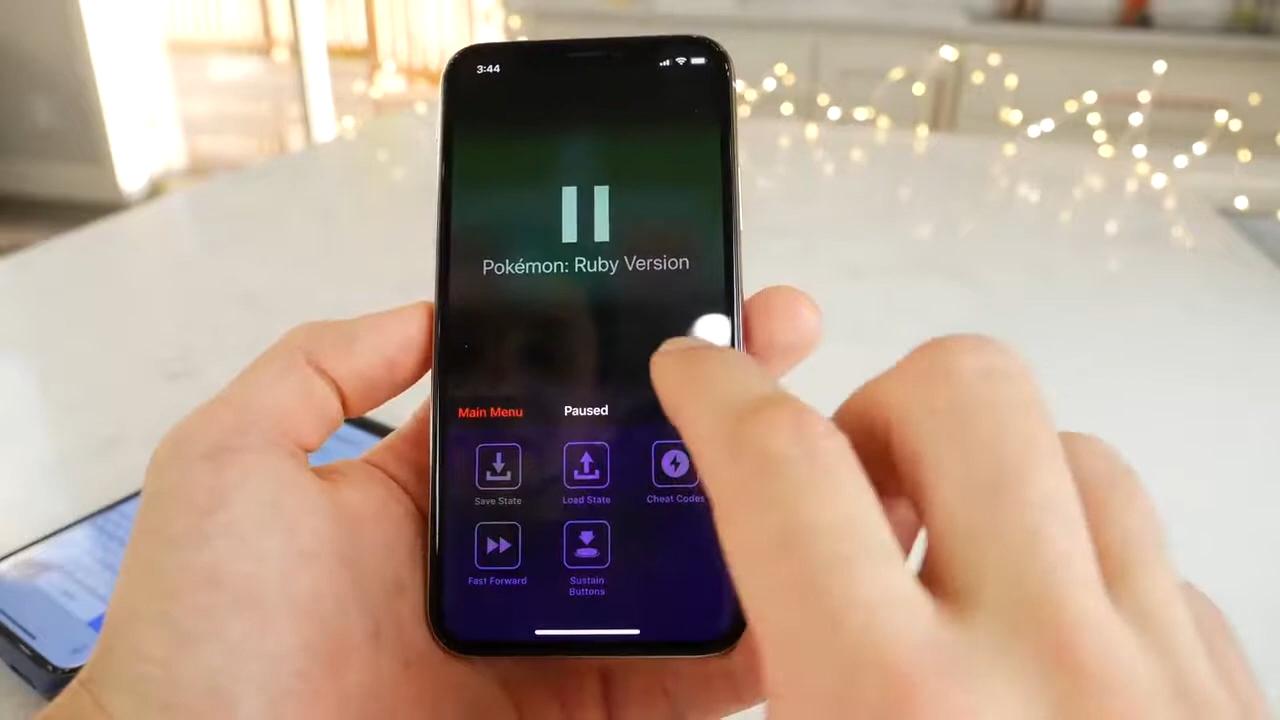 3:44
Pokémon: Ruby Version
Main Menu
Paused
Save State
Load State
Cheat Codes
Fast Forward
Sustain
Buttons